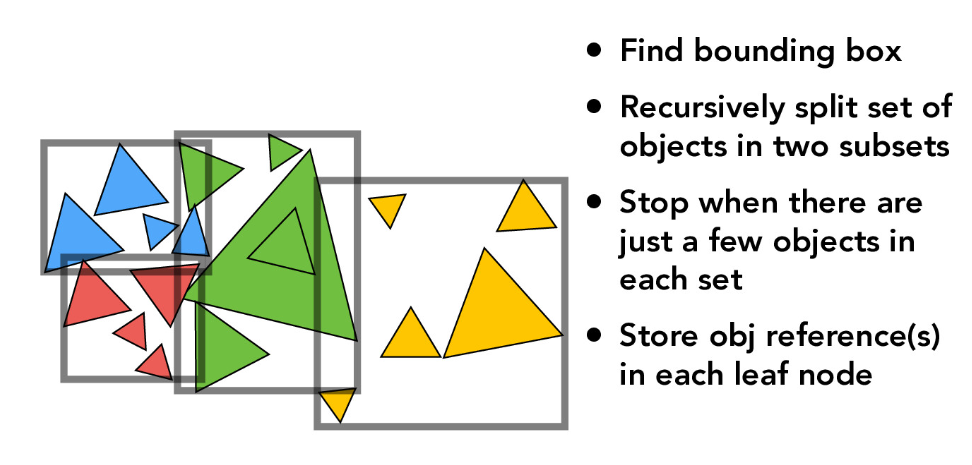 • Find bounding box
• Recursively split set of
objects in two subsets
• Stop when there are
just a few objects in
each set
• Store obj reference(s)
in each leaf node